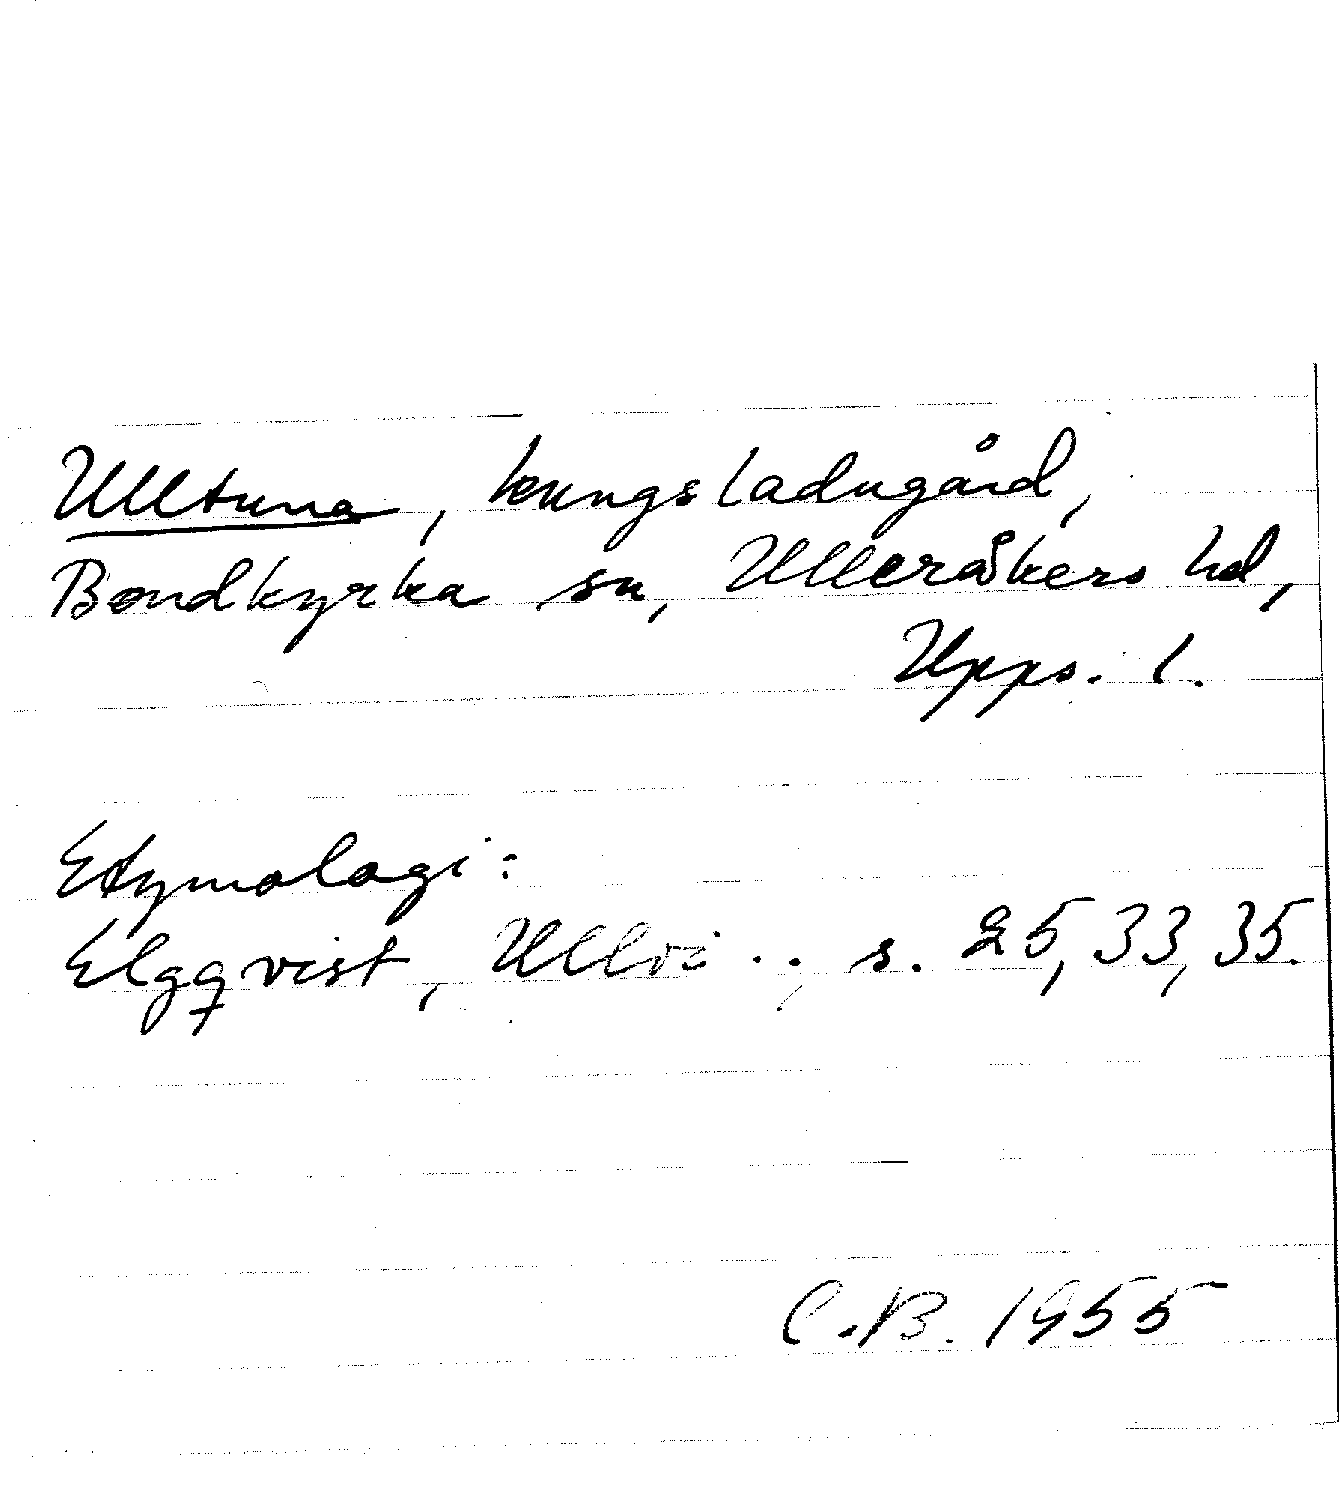 Ulltuna, kungsladugård,
Bondkyrka sn, Ulleråkers hd,
Upps. l.
Etymologi:
Elgqvist, Ullvi .., s. 25, 33, 35.
C.B. 1955